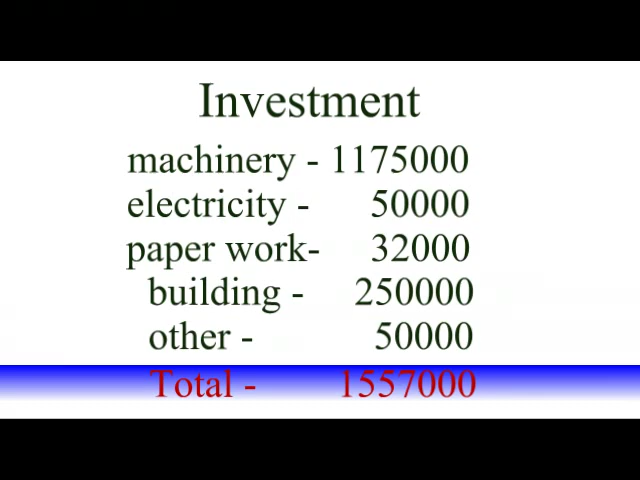 Investment
machinery - 1175000
electricity - 50000
paper work- 32000
building - 250000
other - 50000
Total - 1557000